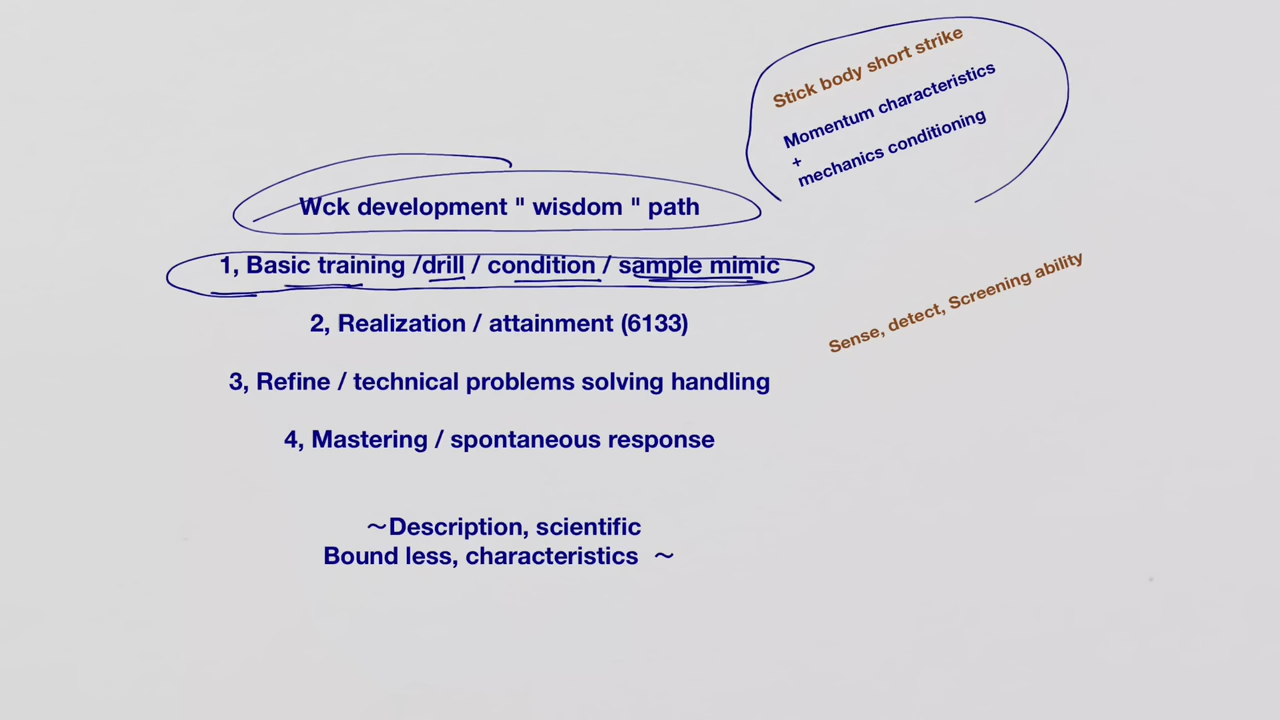 Stick body short strike
Momentum characteristics
+
mechanics conditioning
Wck development " wisdom " path
1, Basic training /drill / condition / sample mimic
Sense, detect, Screening ability
2, Realization / attainment (6133)
3, Refine / technical problems solving handling
4, Mastering / spontaneous response
～Description, scientific
Bound less, characteristics ～